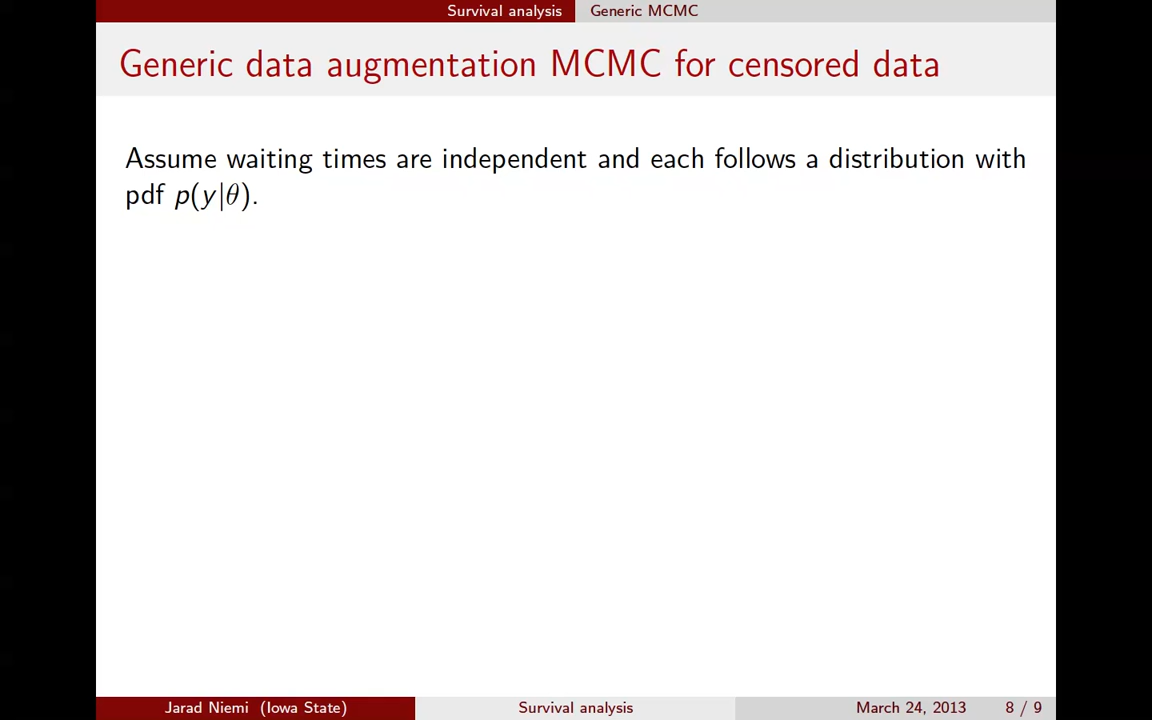 Survival analysis Generic MCMC
Generic data augmentation MCMC for censored data
Assume waiting times are independent and each follows a distribution with
pdf p(y|θ).
Jarad Niemi (Iowa State) Survival analysis March 24, 2013 8 / 9